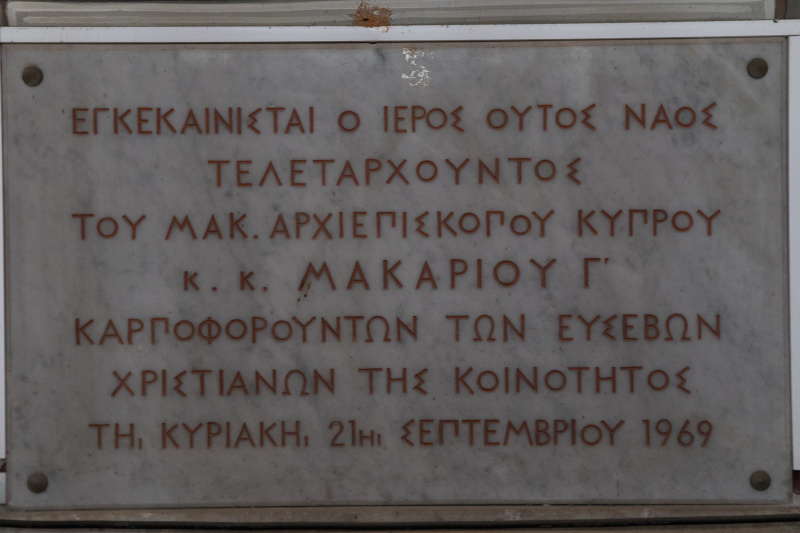 ΕΓΚΕΚΑΙΝΙΣΤΑΙ Ο ΙΕΡΟΣ ΟΥΤΟΣ ΝΑΟΣ
ΤΕΛΕΤΑΡΧΟΥΝΤΟΣ
ΤΟΥ ΜΑΚ. ΑΡΧΙΕΠΙΣΚΟΠΟΥ ΚΥΠΡΟΥ
κ. κ. ΜΑΚΑΡΙΟΥ Γ'
ΚΑΡΠΟΦΟΡΟΥΝΤΩΝ ΤΩΝ ΕΥΣΕΒΩΝ
ΧΡΙΣΤΙΑΝΩΝ ΤΗΣ ΚΟΙΝΟΤΗΤΟΣ
ΤΗι ΚΥΡΙΑΚΗι 21Ηι ΣΕΠΤΕΜΒΡΙΟΥ 1969